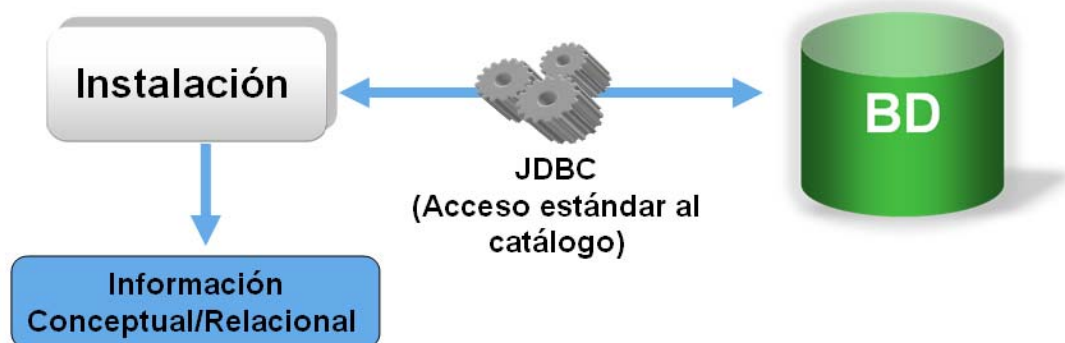 Instalación
BD
JDBC
(Acceso estándar al
catálogo)
Información
Conceptual/Relacional